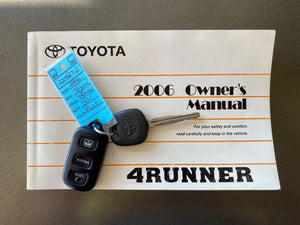 TOYOTA
2006 Owner's
Manual
For your safety and comfort,
read carefully and keep in the vehicle.
4RUNNER